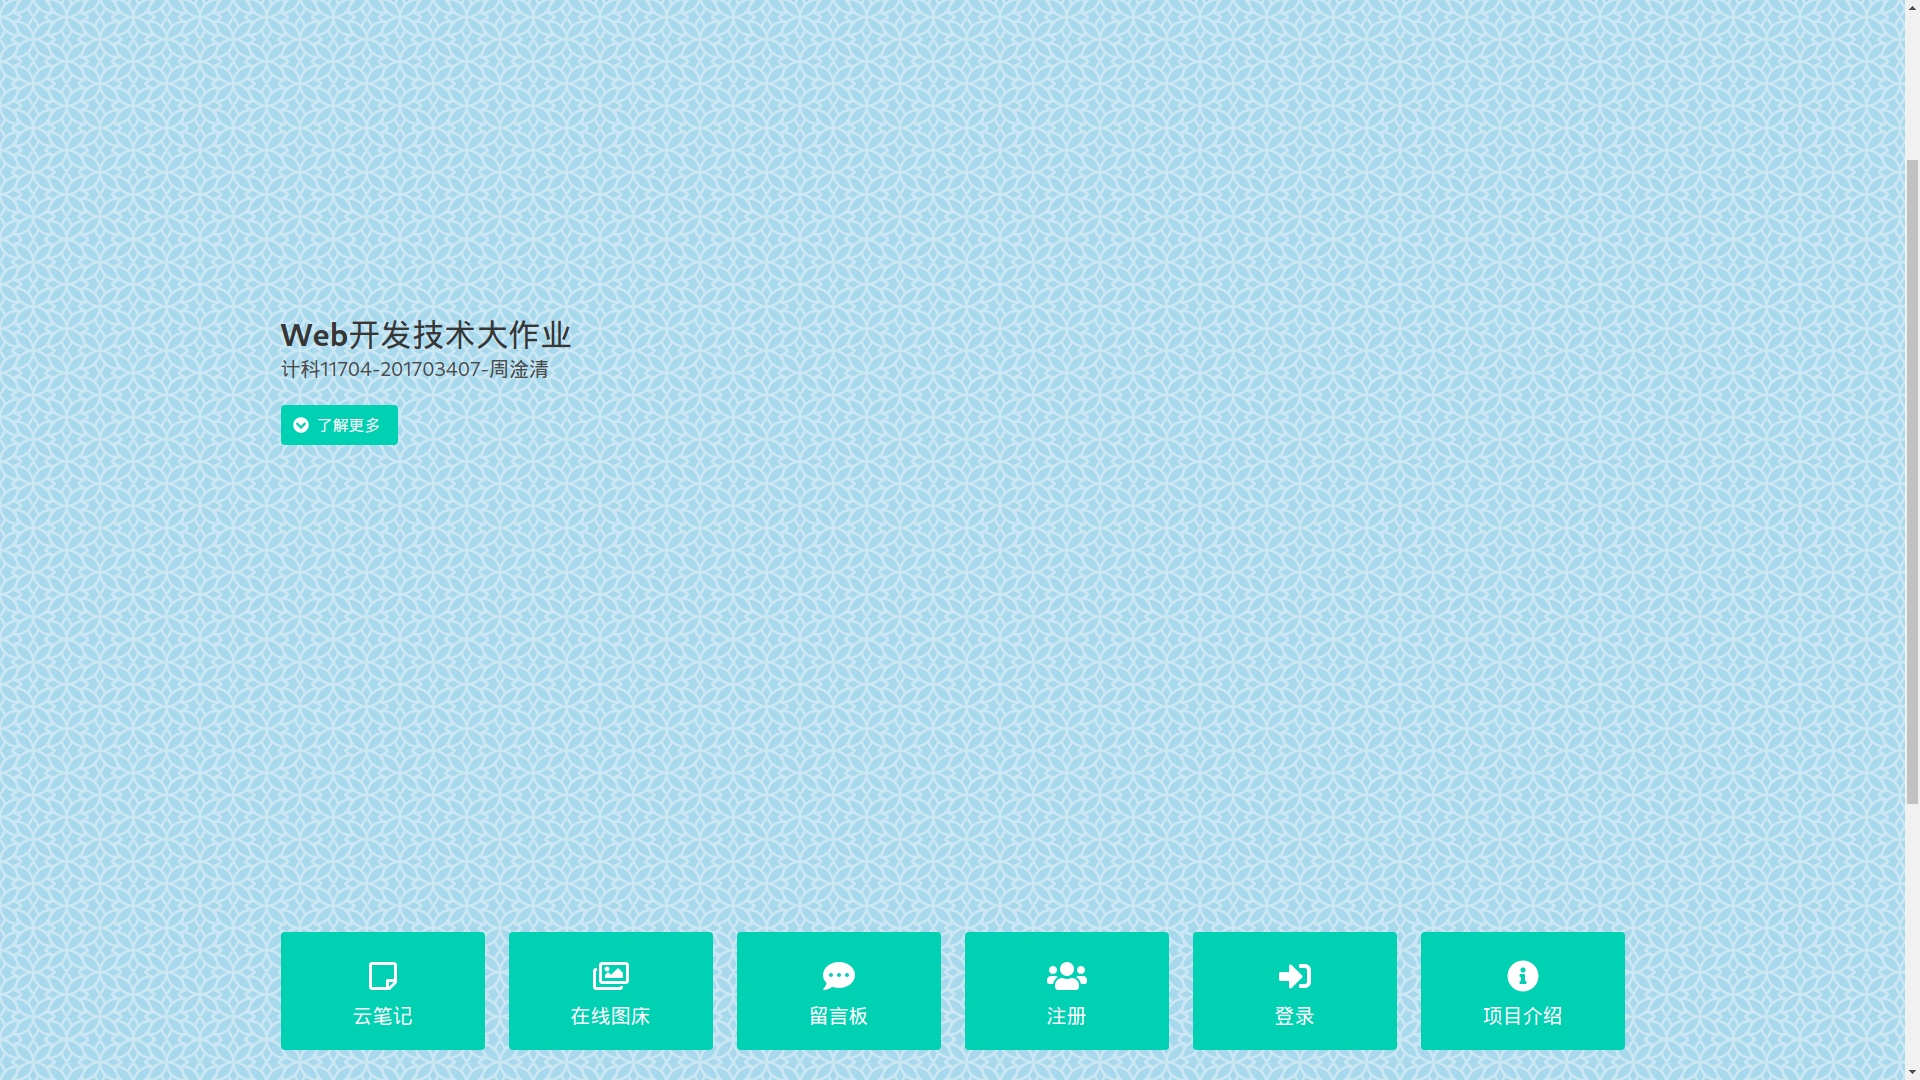 Web开发技术大作业
计科11704-201703407-周淦清
了解更多
云笔记
在线图床
留言板
注册
登录
项目介绍